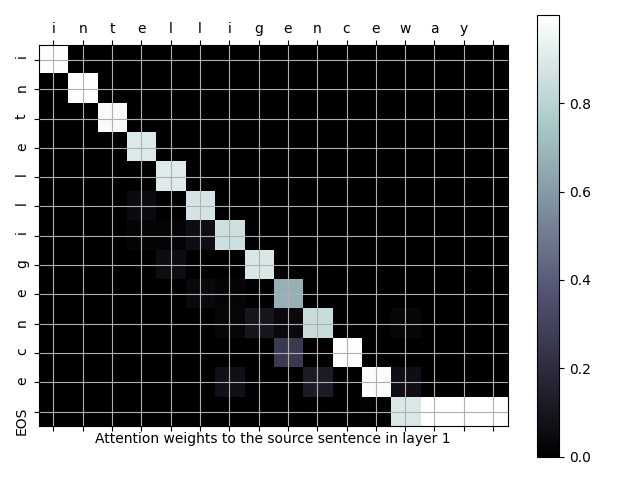 i n t e l l i g e n c e w a y
i
n
t
e
l
l
i
g
e
n
c
e
EOS
0.8
0.6
0.4
0.2
0.0
Attention weights to the source sentence in layer 1